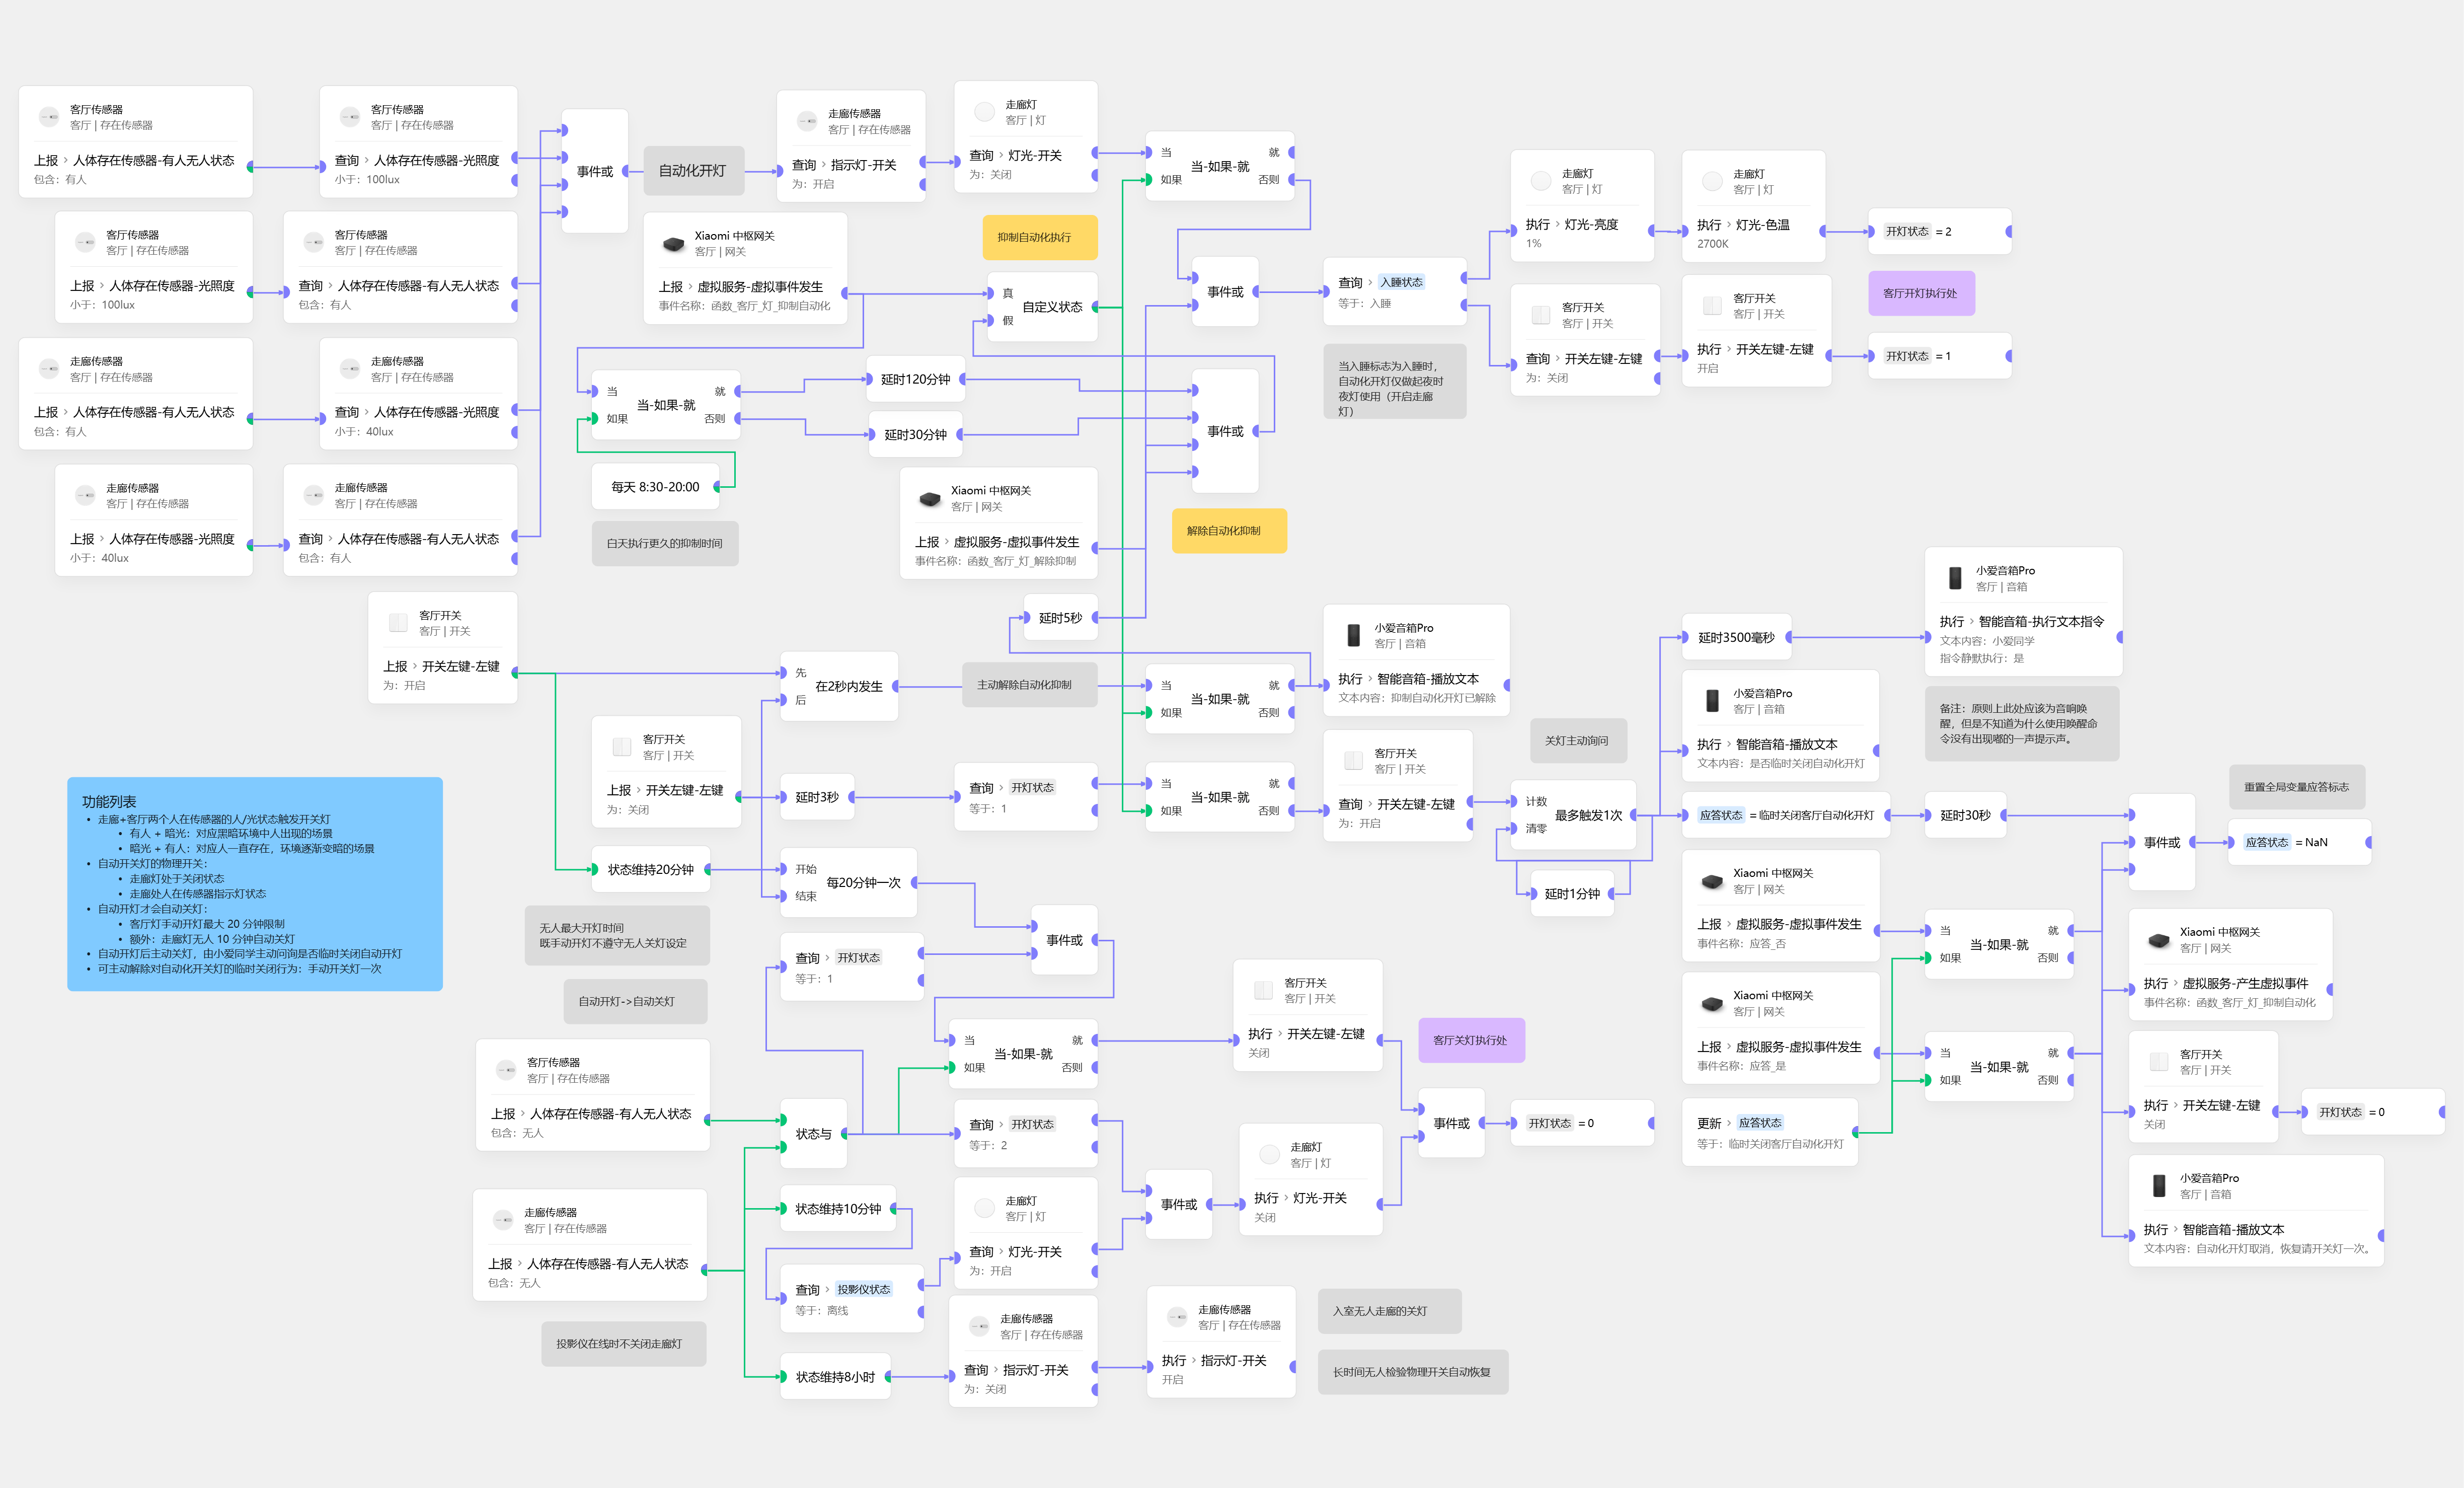 客厅传感器
客厅 | 存在传感器
上报 › 人体存在传感器-有人无人状态
包含：有人
客厅传感器
客厅 | 存在传感器
查询 › 人体存在传感器-光照度
小于：100lux
客厅传感器
客厅 | 存在传感器
上报 › 人体存在传感器-光照度
小于：100lux
客厅传感器
客厅 | 存在传感器
查询 › 人体存在传感器-有人无人状态
包含：有人
走廊传感器
客厅 | 存在传感器
上报 › 人体存在传感器-有人无人状态
包含：有人
走廊传感器
客厅 | 存在传感器
查询 › 人体存在传感器-光照度
小于：40lux
走廊传感器
客厅 | 存在传感器
上报 › 人体存在传感器-光照度
小于：40lux
走廊传感器
客厅 | 存在传感器
查询 › 人体存在传感器-有人无人状态
包含：有人
事件或
自动化开灯
走廊传感器
客厅 | 存在传感器
查询 › 指示灯-开关
为：开启
走廊灯
客厅 | 灯
查询 › 灯光-开关
为：关闭
当
如果
当-如果-就
就
否则
Xiaomi 中枢网关
客厅 | 网关
上报 › 虚拟服务-虚拟事件发生
事件名称：函数_客厅_灯_抑制自动化
抑制自动化执行
真
假
自定义状态
当
如果
当-如果-就
就
否则
延时120分钟
延时30分钟
每天 8:30-20:00
白天执行更久的抑制时间
Xiaomi 中枢网关
客厅 | 网关
上报 › 虚拟服务-虚拟事件发生
事件名称：函数_客厅_灯_解除抑制
事件或
事件或
解除自动化抑制
查询 › 入睡状态
等于：入睡
当入睡标志为入睡时，
自动化开灯仅做起夜时
夜灯使用（开启走廊
灯）
走廊灯
客厅 | 灯
执行 › 灯光-亮度
1%
走廊灯
客厅 | 灯
执行 › 灯光-色温
2700K
开灯状态 = 2
客厅开灯执行处
客厅开关
客厅 | 开关
查询 › 开关左键-左键
为：关闭
客厅开关
客厅 | 开关
执行 › 开关左键-左键
开启
开灯状态 = 1
客厅开关
客厅 | 开关
上报 › 开关左键-左键
为：开启
延时5秒
先
后
在2秒内发生
主动解除自动化抑制
当
如果
当-如果-就
就
否则
小爱音箱Pro
客厅 | 音箱
执行 › 智能音箱-播放文本
文本内容：抑制自动化开灯已解除
客厅开关
客厅 | 开关
上报 › 开关左键-左键
为：关闭
延时3秒
查询 › 开灯状态
等于：1
当
如果
当-如果-就
就
否则
客厅开关
客厅 | 开关
查询 › 开关左键-左键
为：开启
关灯主动询问
计数
清零
最多触发1次
延时1分钟
延时3500毫秒
小爱音箱Pro
客厅 | 音箱
执行 › 智能音箱-执行文本指令
文本内容：小爱同学
指令静默执行：是
备注：原则上此处应该为音响唤
醒，但是不知道为什么使用唤醒命
令没有出现嘟的一声提示声。
小爱音箱Pro
客厅 | 音箱
执行 › 智能音箱-播放文本
文本内容：是否临时关闭自动化开灯
应答状态 = 临时关闭客厅自动化开灯
延时30秒
事件或
重置全局变量应答标志
应答状态 = NaN
Xiaomi 中枢网关
客厅 | 网关
上报 › 虚拟服务-虚拟事件发生
事件名称：应答_否
当
如果
当-如果-就
就
否则
Xiaomi 中枢网关
客厅 | 网关
执行 › 虚拟服务-产生虚拟事件
事件名称：函数_客厅_灯_抑制自动化
Xiaomi 中枢网关
客厅 | 网关
上报 › 虚拟服务-虚拟事件发生
事件名称：应答_是
当
如果
当-如果-就
就
否则
客厅开关
客厅 | 开关
执行 › 开关左键-左键
关闭
开灯状态 = 0
更新 › 应答状态
等于：临时关闭客厅自动化开灯
小爱音箱Pro
客厅 | 音箱
执行 › 智能音箱-播放文本
文本内容：自动化开灯取消，恢复请开关灯一次。
功能列表
• 走廊+客厅两个人在传感器的人/光状态触发开关灯
• 有人 + 暗光：对应黑暗环境中人出现的场景
• 暗光 + 有人：对应人一直存在，环境逐渐变暗的场景
• 自动开关灯的物理开关：
• 走廊灯处于关闭状态
• 走廊处人在传感器指示灯状态
• 自动开灯才会自动关灯：
• 客厅灯手动开灯最大 20 分钟限制
• 额外：走廊灯无人 10 分钟自动关灯
• 自动开灯后主动关灯，由小爱同学主动问询是否临时关闭自动开灯
• 可主动解除对自动化开关灯的临时关闭行为：手动开关灯一次
状态维持20分钟
开始
结束
每20分钟一次
无人最大开灯时间
既手动开灯不遵守无人关灯设定
查询 › 开灯状态
等于：1
事件或
自动开灯->自动关灯
当
如果
当-如果-就
就
否则
客厅开关
客厅 | 开关
执行 › 开关左键-左键
关闭
客厅关灯执行处
客厅传感器
客厅 | 存在传感器
上报 › 人体存在传感器-有人无人状态
包含：无人
状态与
查询 › 开灯状态
等于：2
事件或
走廊灯
客厅 | 灯
执行 › 灯光-开关
关闭
事件或
开灯状态 = 0
走廊传感器
客厅 | 存在传感器
上报 › 人体存在传感器-有人无人状态
包含：无人
状态维持10分钟
查询 › 投影仪状态
等于：离线
走廊灯
客厅 | 灯
查询 › 灯光-开关
为：开启
投影仪在线时不关闭走廊灯
状态维持8小时
走廊传感器
客厅 | 存在传感器
查询 › 指示灯-开关
为：关闭
走廊传感器
客厅 | 存在传感器
执行 › 指示灯-开关
开启
入室无人走廊的关灯
长时间无人检验物理开关自动恢复